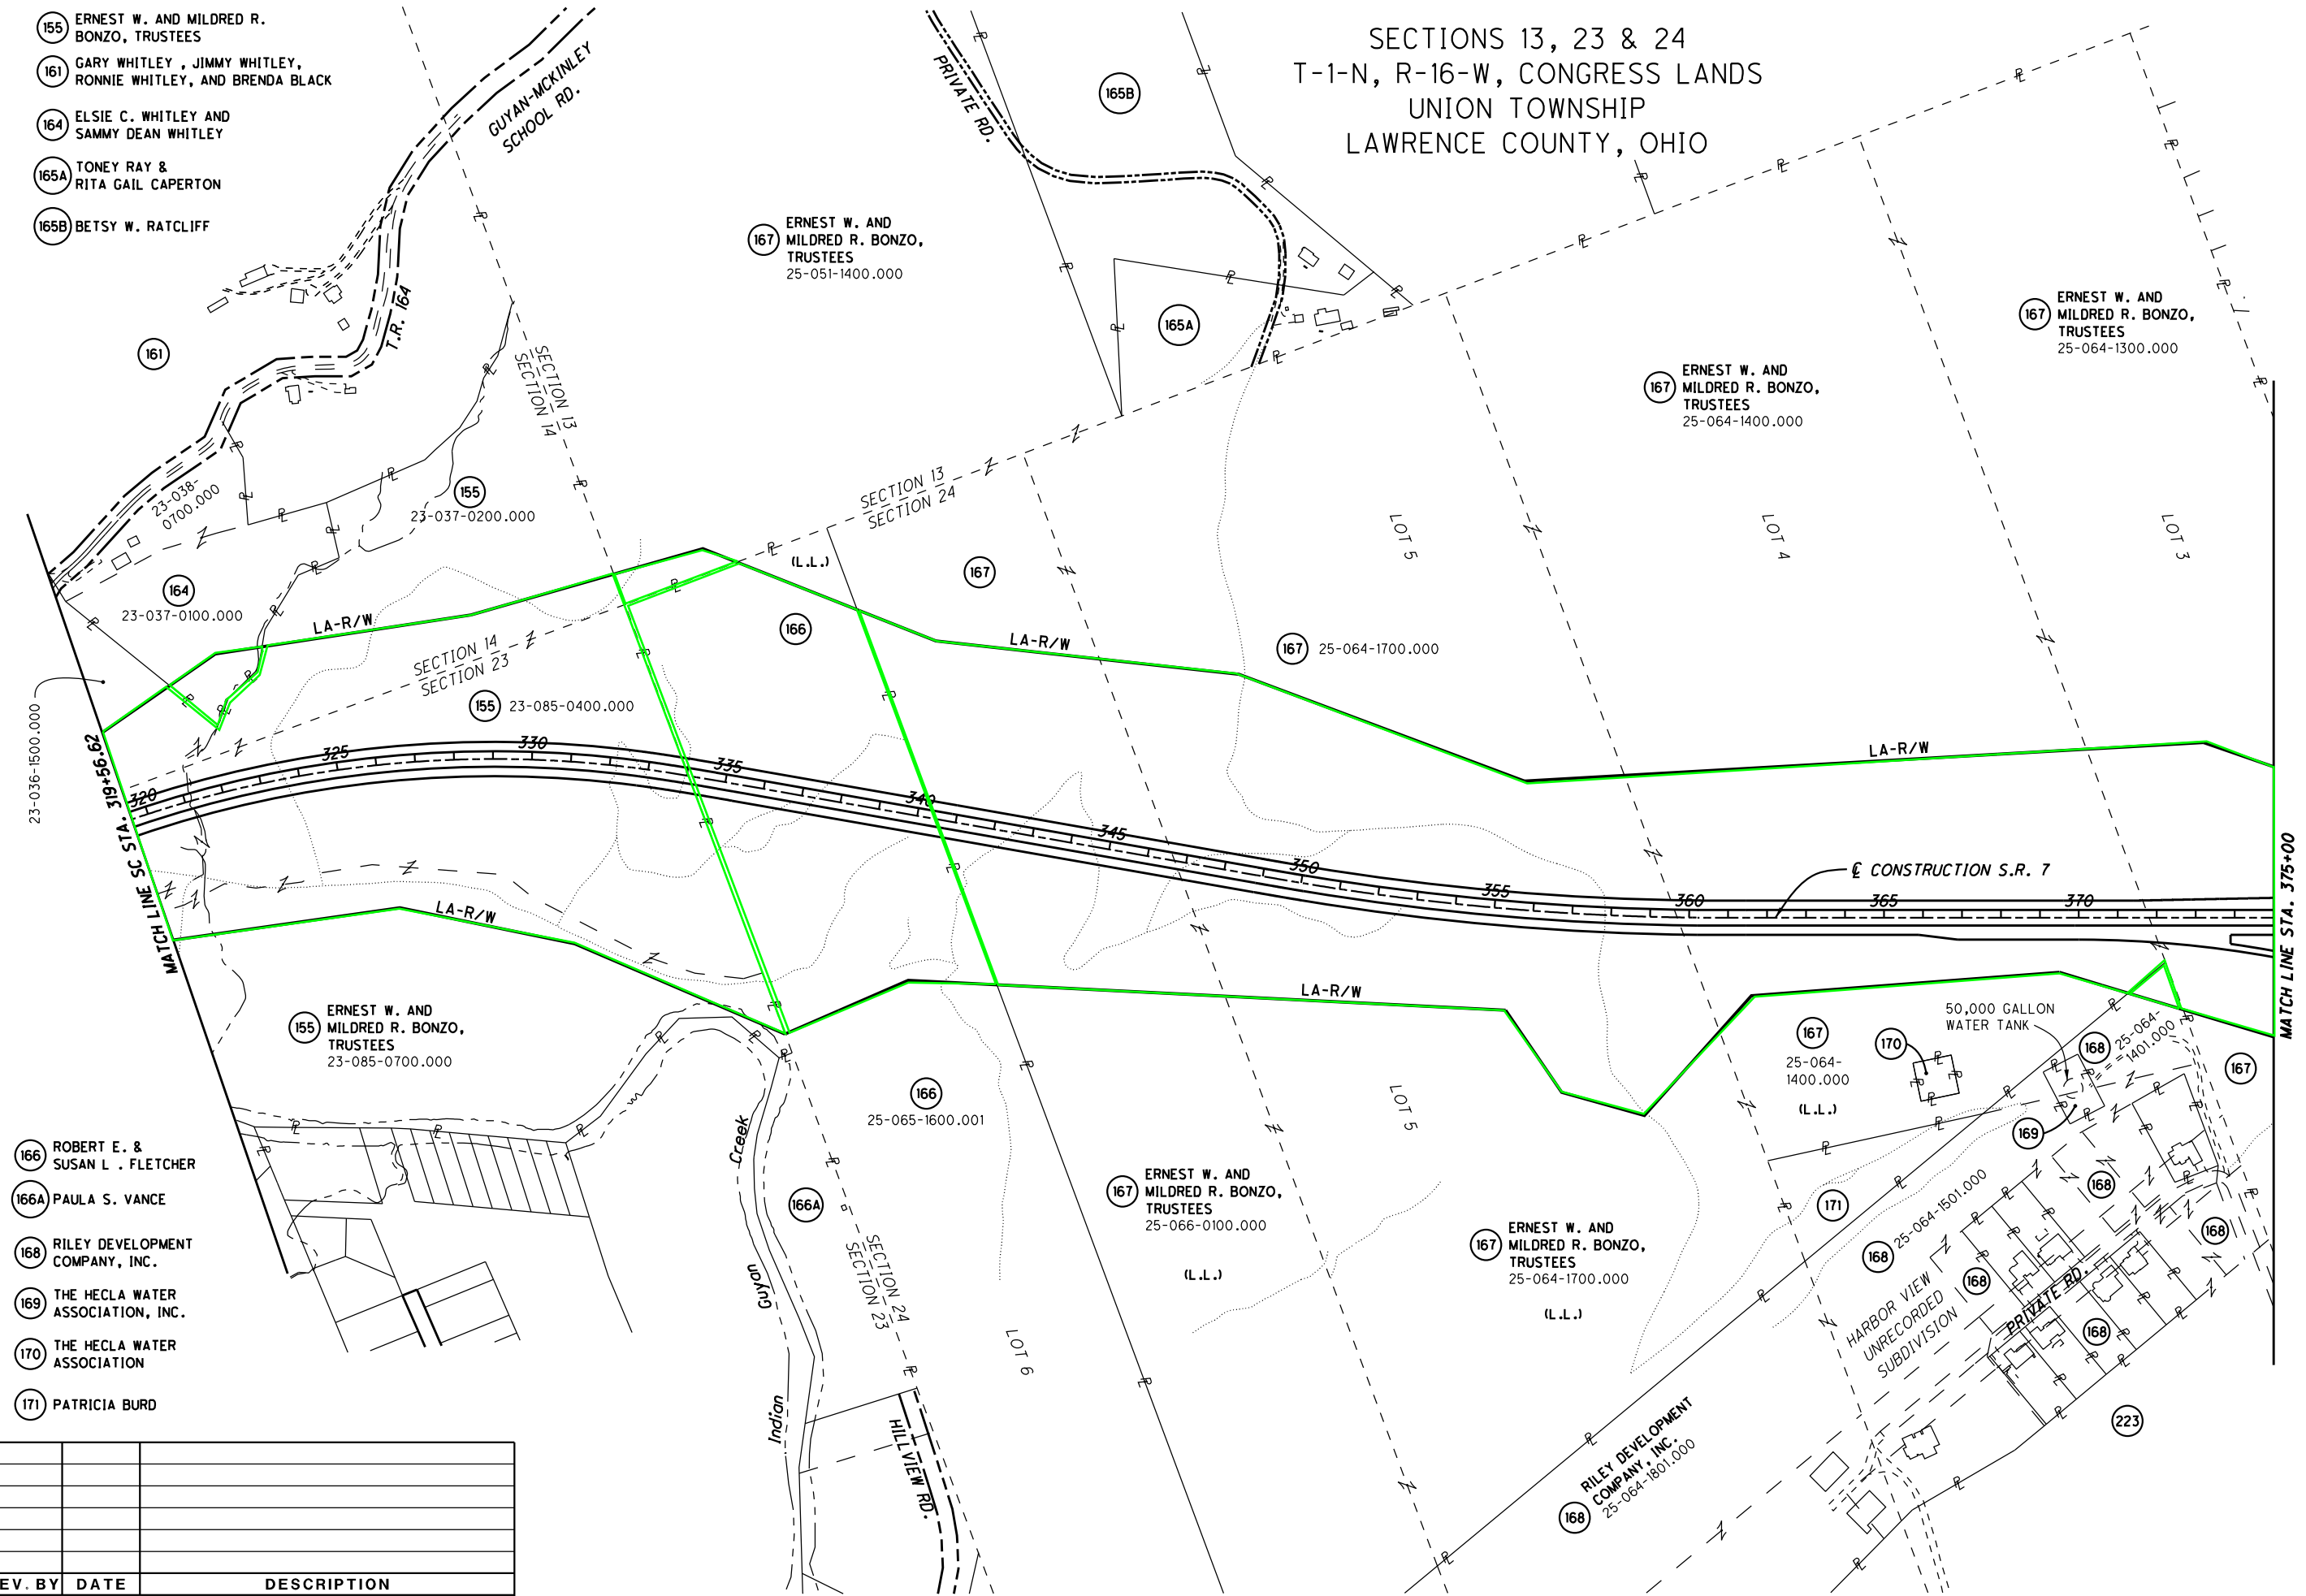 SECTIONS 13, 23 & 24
T-1-N, R-16-W, CONGRESS LANDS
UNION TOWNSHIP
LAWRENCE COUNTY, OHIO
155 ERNEST W. AND MILDRED R.
BONZO, TRUSTEES
161 GARY WHITLEY , JIMMY WHITLEY,
RONNIE WHITLEY, AND BRENDA BLACK
164 ELSIE C. WHITLEY AND
SAMMY DEAN WHITLEY
165A TONEY RAY &
RITA GAIL CAPERTON
165B BETSY W. RATCLIFF
GUYAN-MCKINLEY
SCHOOL RD.
T.R. 164
PRIVATE RD.
165B
165A
161
167 ERNEST W. AND
MILDRED R. BONZO,
TRUSTEES
25-051-1400.000
167 ERNEST W. AND
MILDRED R. BONZO,
TRUSTEES
25-064-1300.000
167 ERNEST W. AND
MILDRED R. BONZO,
TRUSTEES
25-064-1400.000
SECTION 13
SECTION 14
SECTION 13
SECTION 24
23-038-
0700.000
155
23-037-0200.000
LOT 5
LOT 4
LOT 3
164
23-037-0100.000
(L.L.)
167
166
LA-R/W
LA-R/W
167 25-064-1700.000
SECTION 14
SECTION 23
155 23-085-0400.000
23-036-1500.000
LA-R/W
MATCH LINE SC STA. 319+56.62
320
325
330
335
340
345
350
355
360
365
370
℄ CONSTRUCTION S.R. 7
MATCH LINE STA. 375+00
LA-R/W
LA-R/W
155 ERNEST W. AND
MILDRED R. BONZO,
TRUSTEES
23-085-0700.000
166
25-065-1600.001
50,000 GALLON
WATER TANK
167
25-064-
1400.000
(L.L.)
170
168 25-064-
1401.000
167
169
LOT 5
Indian Guyan Creek
166A
SECTION 24
SECTION 23
LOT 6
167 ERNEST W. AND
MILDRED R. BONZO,
TRUSTEES
25-066-0100.000
(L.L.)
167 ERNEST W. AND
MILDRED R. BONZO,
TRUSTEES
25-064-1700.000
(L.L.)
171
168 25-064-1501.000
168
168
168
168
HARBOR VIEW
UNRECORDED
SUBDIVISION
PRIVATE RD.
223
RILEY DEVELOPMENT
COMPANY, INC.
168 25-064-1801.000
HILLVIEW RD.
166 ROBERT E. &
SUSAN L . FLETCHER
166A PAULA S. VANCE
168 RILEY DEVELOPMENT
COMPANY, INC.
169 THE HECLA WATER
ASSOCIATION, INC.
170 THE HECLA WATER
ASSOCIATION
171 PATRICIA BURD
EV. BY DATE DESCRIPTION